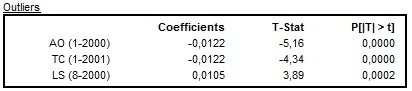 Outliers
Coefficients T-Stat P[|T| > t]
AO (1-2000) -0,0122 -5,16 0,0000
TC (1-2001) -0,0122 -4,34 0,0000
LS (8-2000) 0,0105 3,89 0,0002